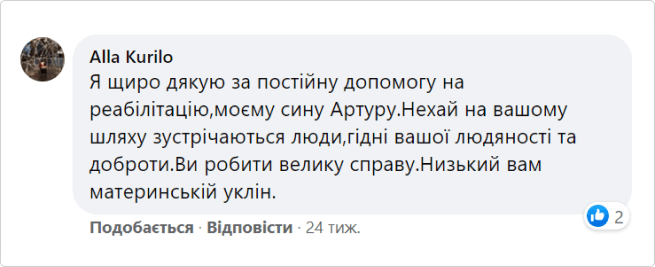 Alla Kurilo
Я щиро дякую за постійну допомогу на
реабілітацію,моєму сину Артуру.Нехай на вашому
шляху зустрічаються люди,гідні вашої людяності та
доброти.Ви робити велику справу.Низький вам
материнській уклін.
2
Подобається · Відповісти · 24 тиж.